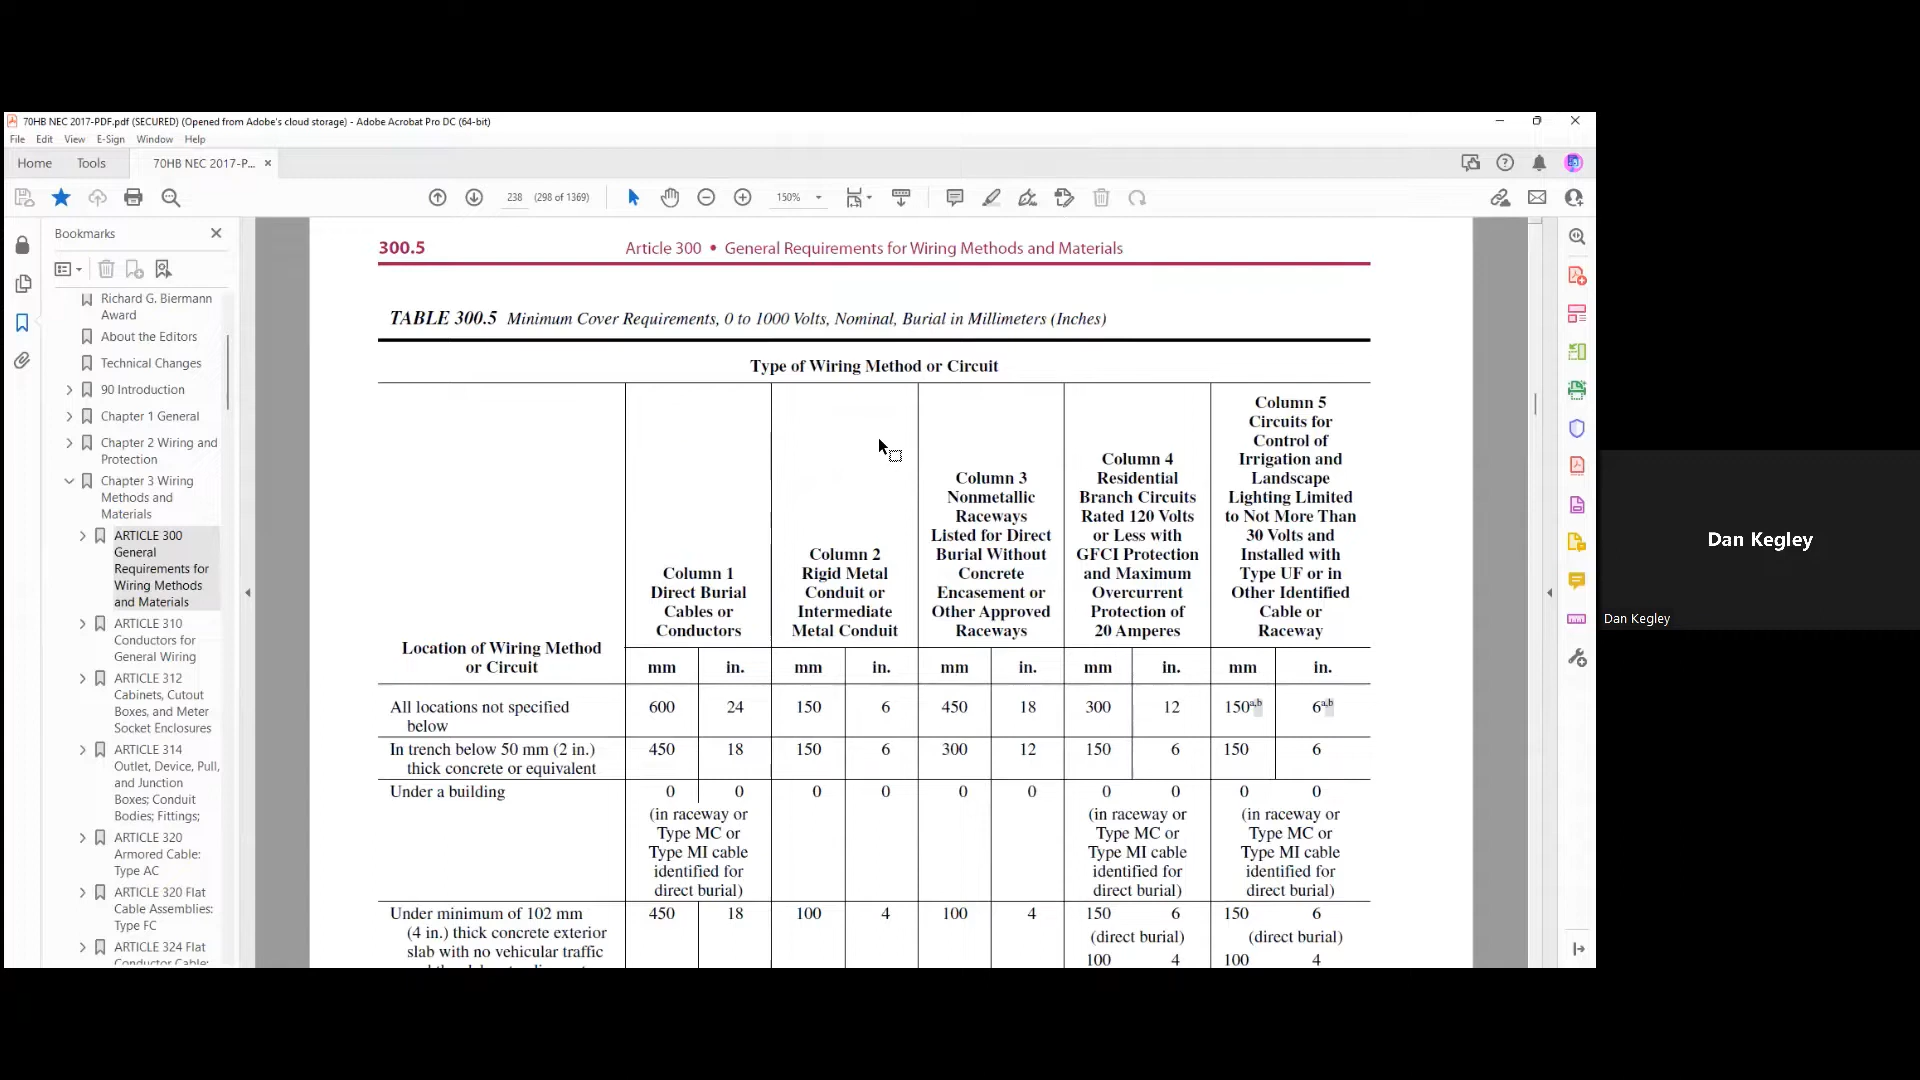 70HB NEC 2017-PDF.pdf (SECURED) (Opened from Adobe's cloud storage) - Adobe Acrobat Pro DC (64-bit)
File Edit View E-Sign Window Help
Home Tools 70HB NEC 2017-P...
238 (298 of 1369) 150%
Bookmarks
Richard G. Biermann
Award
About the Editors
Technical Changes
90 Introduction
Chapter 1 General
Chapter 2 Wiring and
Protection
Chapter 3 Wiring
Methods and
Materials
ARTICLE 300
General
Requirements for
Wiring Methods
and Materials
ARTICLE 310
Conductors for
General Wiring
ARTICLE 312
Cabinets, Cutout
Boxes, and Meter
Socket Enclosures
ARTICLE 314
Outlet, Device, Pull,
and Junction
Boxes; Conduit
Bodies; Fittings;
ARTICLE 320
Armored Cable:
Type AC
ARTICLE 320 Flat
Cable Assemblies:
Type FC
ARTICLE 324 Flat
Conductor Cable:
300.5 Article 300 • General Requirements for Wiring Methods and Materials
TABLE 300.5 Minimum Cover Requirements, 0 to 1000 Volts, Nominal, Burial in Millimeters (Inches)
Type of Wiring Method or Circuit
Location of Wiring Method
or Circuit
Column 1
Direct Burial
Cables or
Conductors
Column 2
Rigid Metal
Conduit or
Intermediate
Metal Conduit
Column 3
Nonmetallic
Raceways
Listed for Direct
Burial Without
Concrete
Encasement or
Other Approved
Raceways
Column 4
Residential
Branch Circuits
Rated 120 Volts
or Less with
GFCI Protection
and Maximum
Overcurrent
Protection of
20 Amperes
Column 5
Circuits for
Control of
Irrigation and
Landscape
Lighting Limited
to Not More Than
30 Volts and
Installed with
Type UF or in
Other Identified
Cable or
Raceway
mm in. mm in. mm in. mm in. mm in.
All locations not specified 600 24 150 6 450 18 300 12 150a,b 6a,b
below
In trench below 50 mm (2 in.) 450 18 150 6 300 12 150 6 150 6
thick concrete or equivalent
Under a building 0 0 0 0 0 0 0 0 0 0
(in raceway or (in raceway or (in raceway or
Type MC or Type MC or Type MC or
Type MI cable Type MI cable Type MI cable
identified for identified for identified for
direct burial) direct burial) direct burial)
Under minimum of 102 mm 450 18 100 4 100 4 150 6 150 6
(4 in.) thick concrete exterior (direct burial) (direct burial)
slab with no vehicular traffic 100 4 100 4
Dan Kegley
Dan Kegley